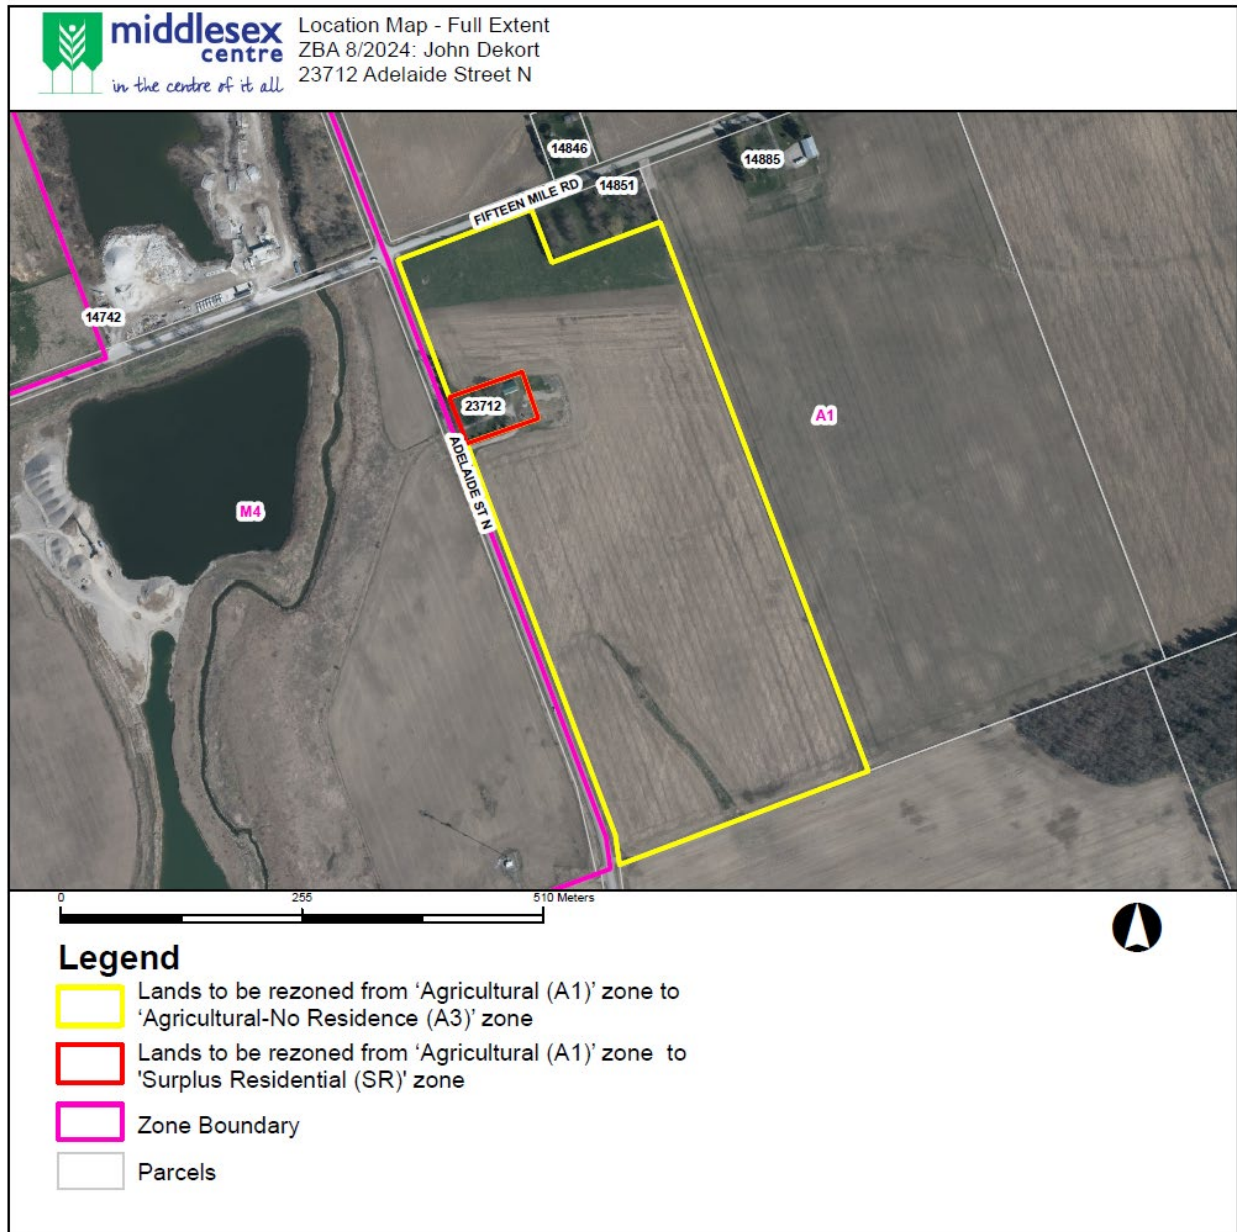 middlesex
centre
in the centre of it all
Location Map - Full Extent
ZBA 8/2024: John Dekort
23712 Adelaide Street N
14846
14885
14851
FIFTEEN MILE RD
14742
23712
A1
ADELAIDE ST N
M4
0 255 510 Meters
Legend
Lands to be rezoned from ‘Agricultural (A1)’ zone to
‘Agricultural-No Residence (A3)’ zone
Lands to be rezoned from ‘Agricultural (A1)’ zone to
'Surplus Residential (SR)' zone
Zone Boundary
Parcels